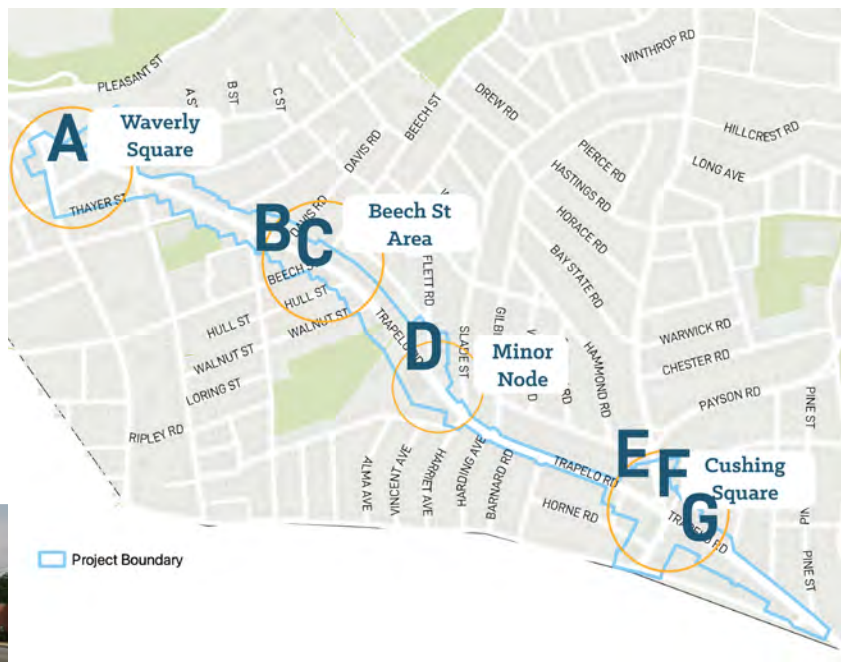 PLEASANT ST
A
Waverly
Square
A ST
B ST
C ST
THAYER ST
DAVIS RD
BEECH ST
DREW RD
WINTHROP RD
HILLCREST RD
LONG AVE
PIERCE RD
HASTINGS RD
HORACE RD
BAY STATE RD
B
C
DAVIS RD
Beech St
Area
BEECH S
HULL ST
WALNUT ST
HULL ST
WALNUT ST
LORING ST
RIPLEY RD
TRAPELO RD
FLETT RD
D
SLADE ST
Minor
Node
GILB
HAMMOND RD
WARWICK RD
CHESTER RD
PAYSON RD
PINE ST
ALMA AVE
VINCENT AVE
HARRIET AVE
HARDING AVE
BARNARD RD
TRAPELO RD
HORNE RD
E
F
G
Cushing
Square
TRAPELO RD
PIN
PINE ST
Project Boundary